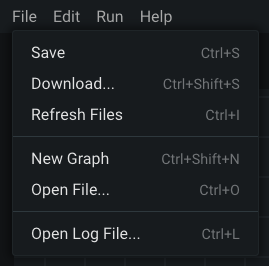 File Edit Run Help
Save Ctrl+S
Download... Ctrl+Shift+S
Refresh Files Ctrl+I
New Graph Ctrl+Shift+N
Open File... Ctrl+O
Open Log File... Ctrl+L